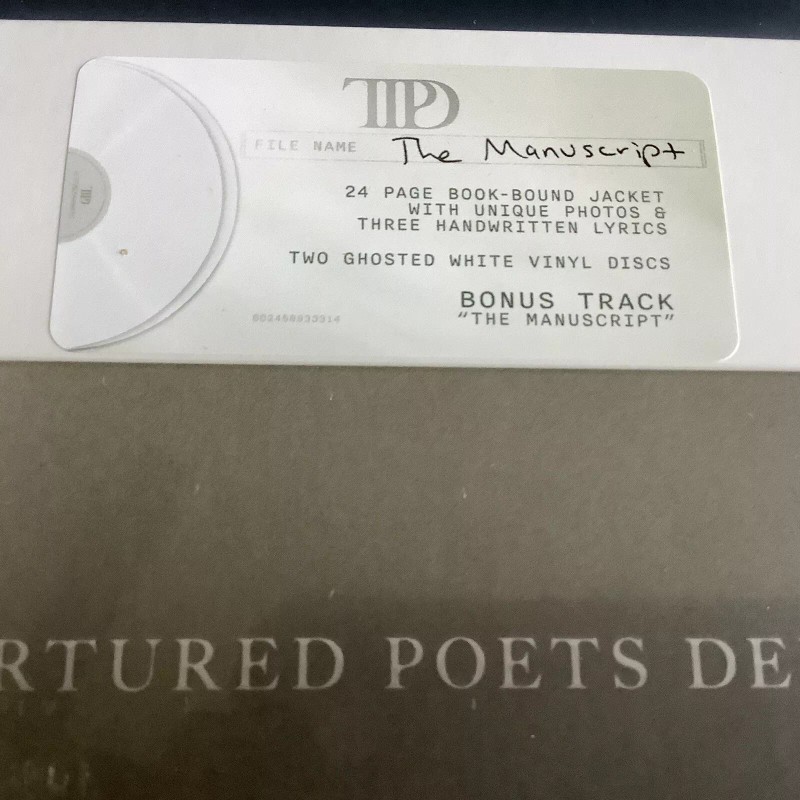 TTPD
FILE NAME The Manuscript
24 PAGE BOOK-BOUND JACKET
WITH UNIQUE PHOTOS &
THREE HANDWRITTEN LYRICS
TWO GHOSTED WHITE VINYL DISCS
BONUS TRACK
"THE MANUSCRIPT"
RTURED POETS DE